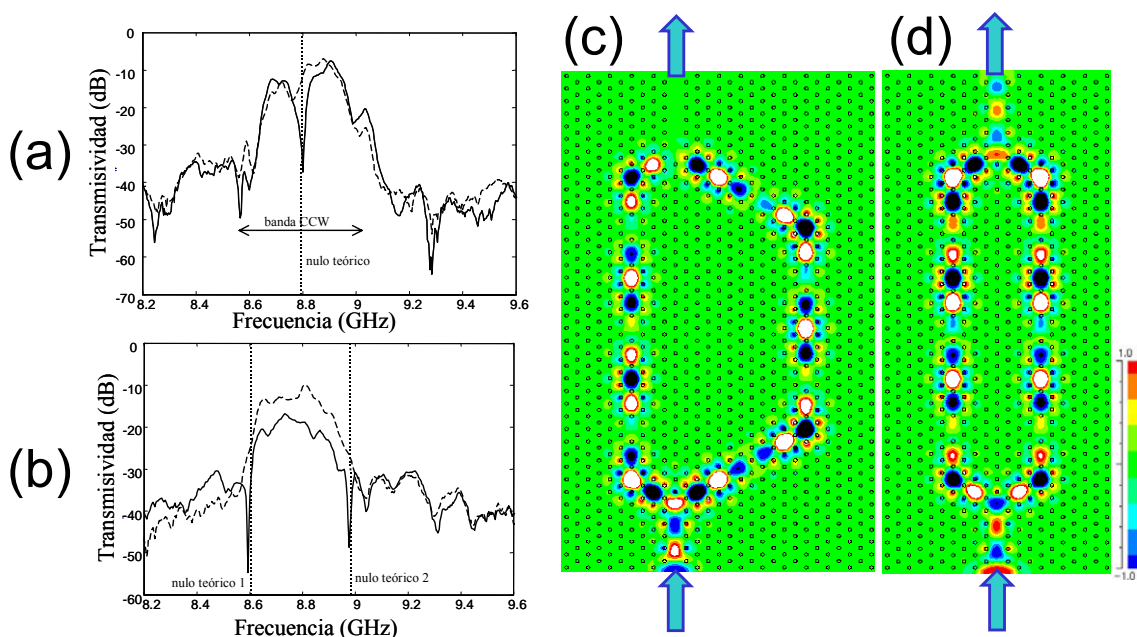 (a)
Transmisividad (dB)
0
-10
-20
-30
-40
-50
-60
-70
banda CCW
nulo teórico
8.2 8.4 8.6 8.8 9 9.2 9.4 9.6
Frecuencia (GHz)
(b)
Transmisividad (dB)
0
-10
-20
-30
-40
-50
-60
nulo teórico 1
nulo teórico 2
8.2 8.4 8.6 8.8 9 9.2 9.4 9.6
Frecuencia (GHz)
(c)
(d)
1.0
-1.0